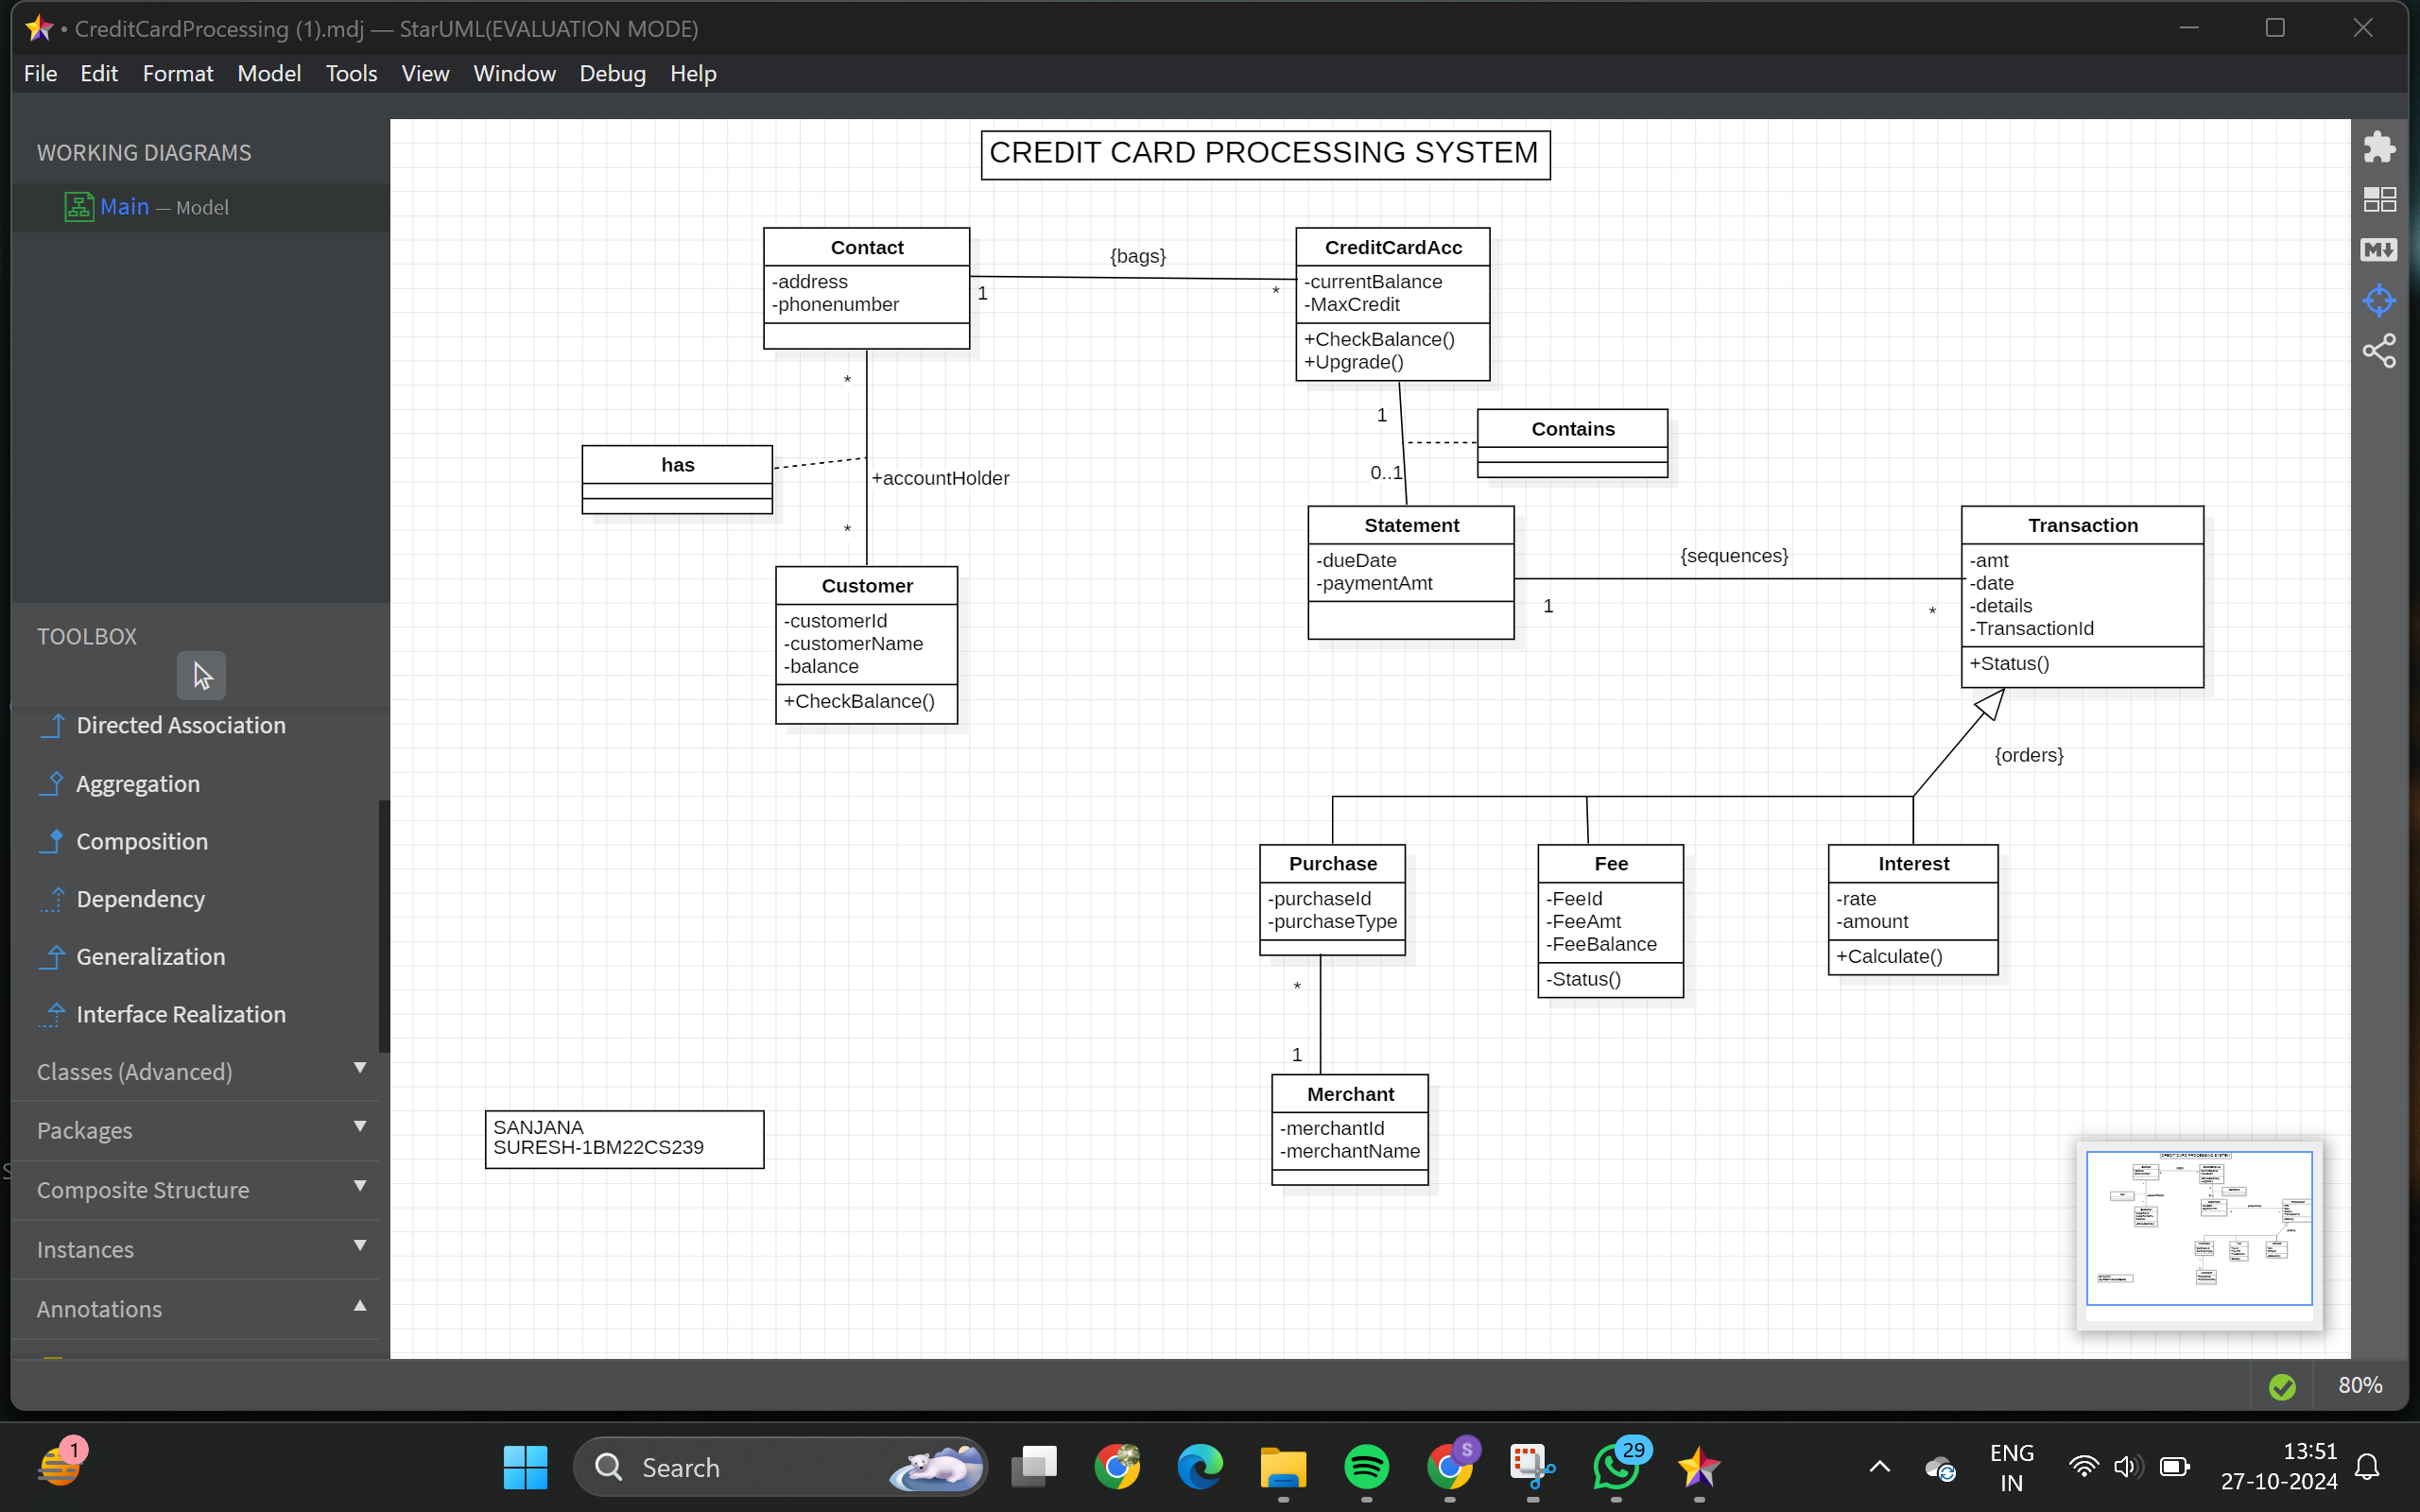 CreditCardProcessing (1).mdj — StarUML(EVALUATION MODE)
File Edit Format Model Tools View Window Debug Help
WORKING DIAGRAMS
Main — Model
TOOLBOX
Directed Association
Aggregation
Composition
Dependency
Generalization
Interface Realization
Classes (Advanced)
Packages
Composite Structure
Instances
Annotations
CREDIT CARD PROCESSING SYSTEM
Contact
-address
-phonenumber
{bags}
1
*
CreditCardAcc
-currentBalance
-MaxCredit
+CheckBalance()
+Upgrade()
*
has
+accountHolder
*
Customer
-customerId
-customerName
-balance
+CheckBalance()
1
Contains
0..1
Statement
-dueDate
-paymentAmt
{sequences}
1
*
Transaction
-amt
-date
-details
-TransactionId
+Status()
{orders}
Purchase
-purchaseId
-purchaseType
Fee
-FeeId
-FeeAmt
-FeeBalance
-Status()
Interest
-rate
-amount
+Calculate()
*
1
Merchant
-merchantId
-merchantName
SANJANA
SURESH-1BM22CS239
80%
1
Search
S
29
ENG
IN
13:51
27-10-2024